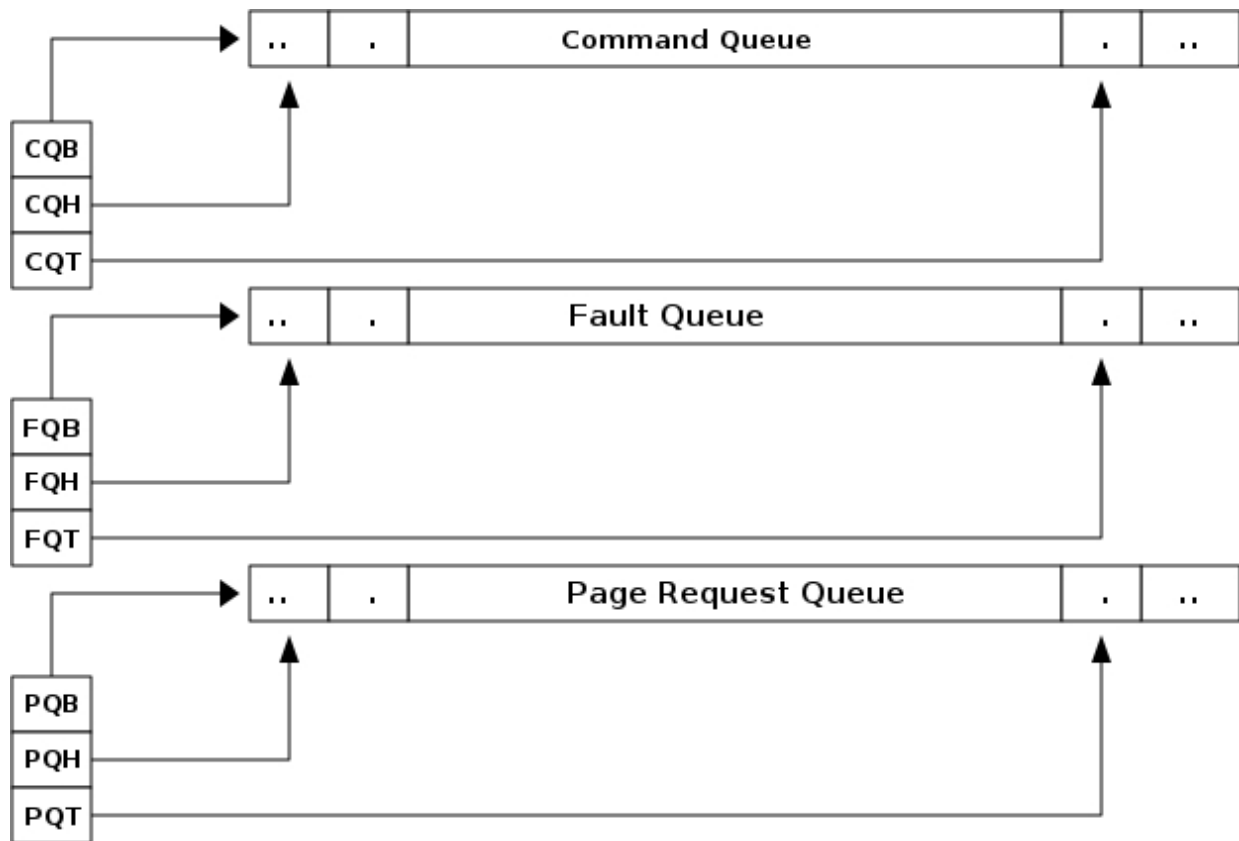 .. . Command Queue . ..
CQB
CQH
CQT
.. . Fault Queue . ..
FQB
FQH
FQT
.. . Page Request Queue . ..
PQB
PQH
PQT